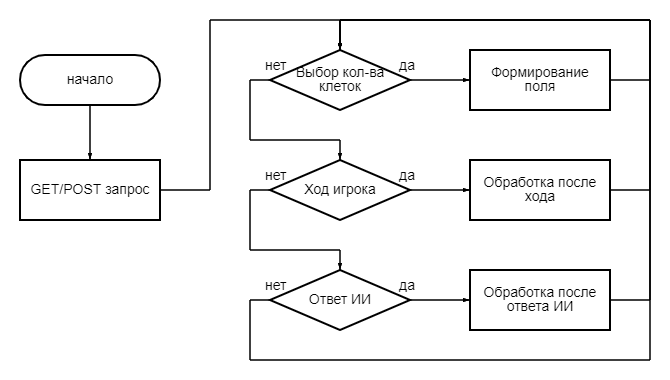 начало
GET/POST запрос
нет
Выбор кол-ва
клеток
да
Формирование
поля
нет
Ход игрока
да
Обработка после
хода
нет
Ответ ИИ
да
Обработка после
ответа ИИ